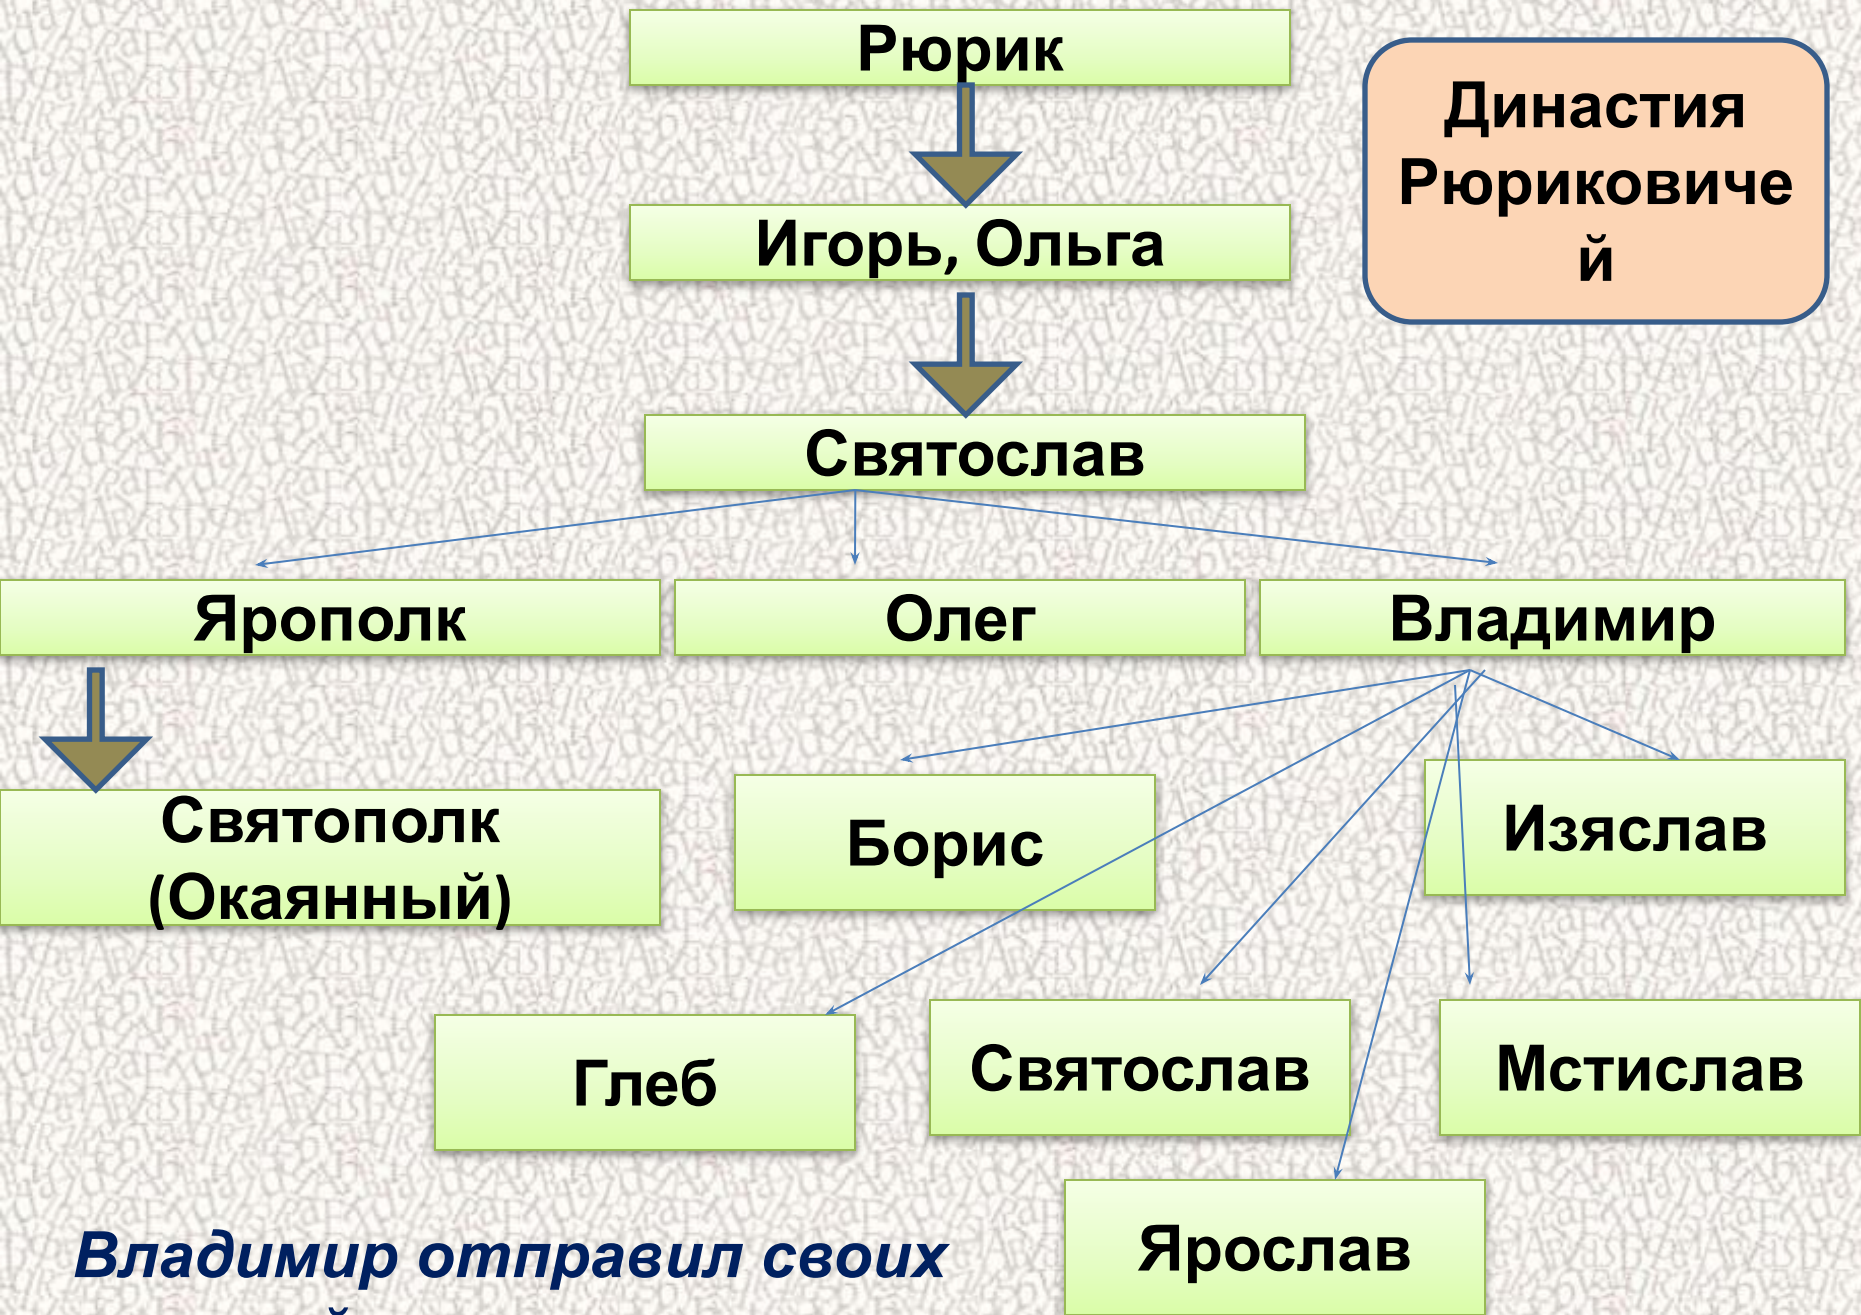 Рюрик
Династия
Рюриковиче
й
Игорь, Ольга
Святослав
Ярополк
Олег
Владимир
Святополк
(Окаянный)
Борис
Изяслав
Глеб
Святослав
Мстислав
Ярослав
Владимир отправил своих